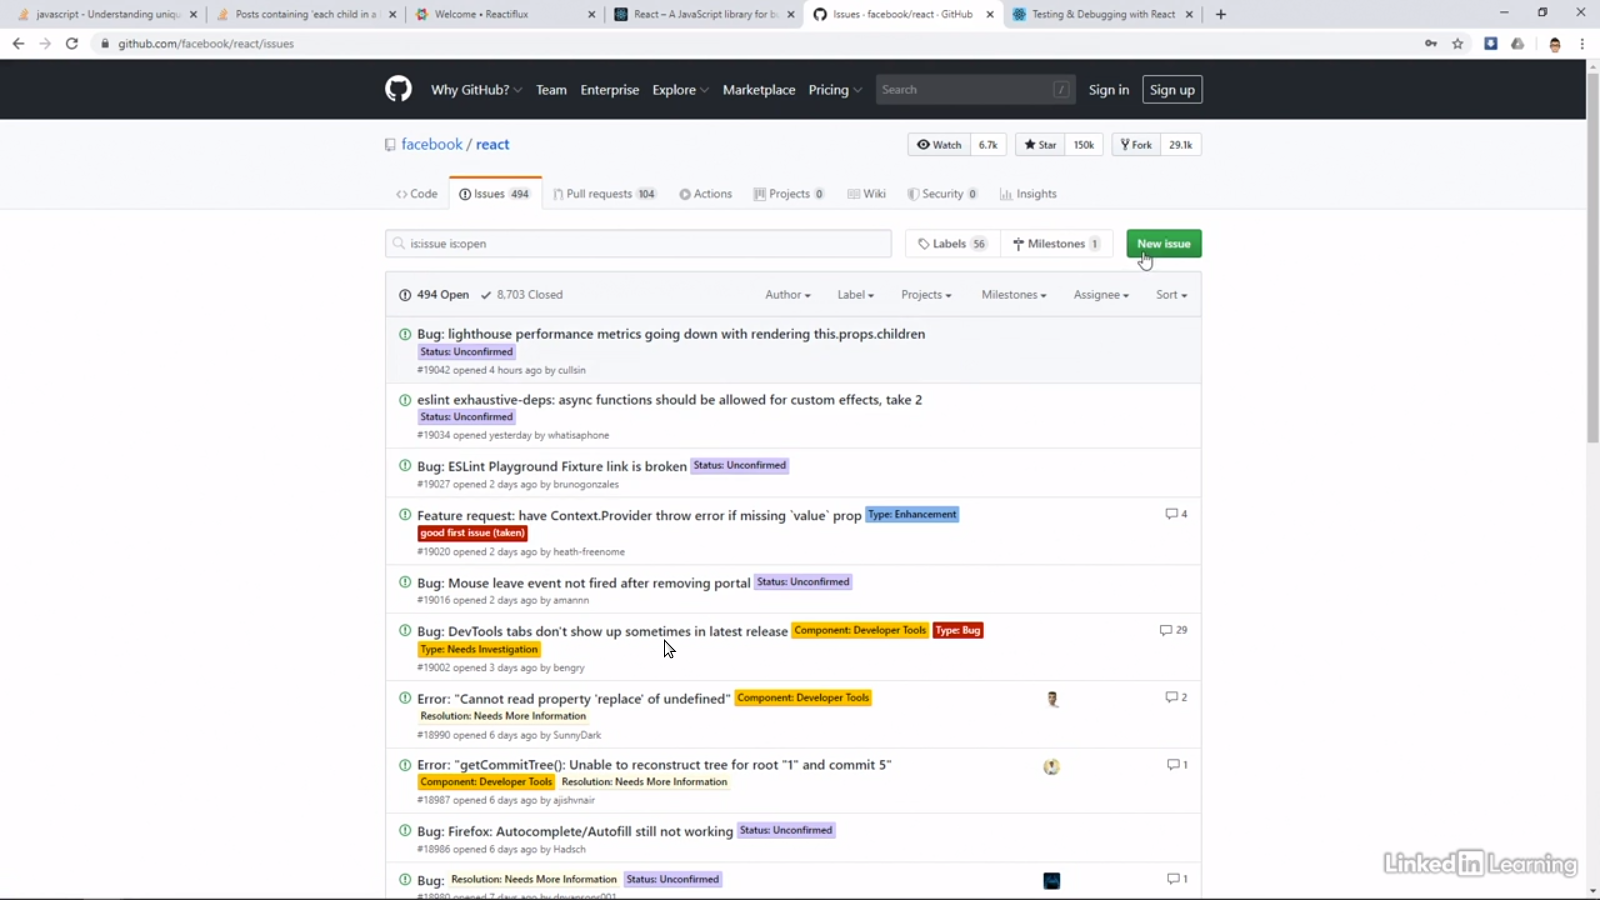 javascript - Understanding uniqu
Posts containing 'each child in a l
Welcome • Reactiflux
React – A JavaScript library for bu
Issues · facebook/react · GitHub
Testing & Debugging with React
github.com/facebook/react/issues
Why GitHub? Team Enterprise Explore Marketplace Pricing Search / Sign in Sign up
facebook / react Watch 6.7k Star 150k Fork 29.1k
Code Issues 494 Pull requests 104 Actions Projects 0 Wiki Security 0 Insights
is:issue is:open Labels 56 Milestones 1 New issue
494 Open 8,703 Closed Author Label Projects Milestones Assignee Sort
Bug: lighthouse performance metrics going down with rendering this.props.children
Status: Unconfirmed
#19042 opened 4 hours ago by cullsin
eslint exhaustive-deps: async functions should be allowed for custom effects, take 2
Status: Unconfirmed
#19034 opened yesterday by whatisaphone
Bug: ESLint Playground Fixture link is broken Status: Unconfirmed
#19027 opened 2 days ago by brunogonzales
Feature request: have Context.Provider throw error if missing `value` prop Type: Enhancement 4
good first issue (taken)
#19020 opened 2 days ago by heath-freenome
Bug: Mouse leave event not fired after removing portal Status: Unconfirmed
#19016 opened 2 days ago by amannn
Bug: DevTools tabs don't show up sometimes in latest release Component: Developer Tools Type: Bug 29
Type: Needs Investigation
#19002 opened 3 days ago by bengry
Error: "Cannot read property 'replace' of undefined" Component: Developer Tools 2
Resolution: Needs More Information
#18990 opened 6 days ago by SunnyDark
Error: "getCommitTree(): Unable to reconstruct tree for root "1" and commit 5" 1
Component: Developer Tools Resolution: Needs More Information
#18987 opened 6 days ago by ajishvnair
Bug: Firefox: Autocomplete/Autofill still not working Status: Unconfirmed
#18986 opened 6 days ago by Hadsch
Bug: Resolution: Needs More Information Status: Unconfirmed 1
#18980 opened 7 days ago by
Linked in Learning